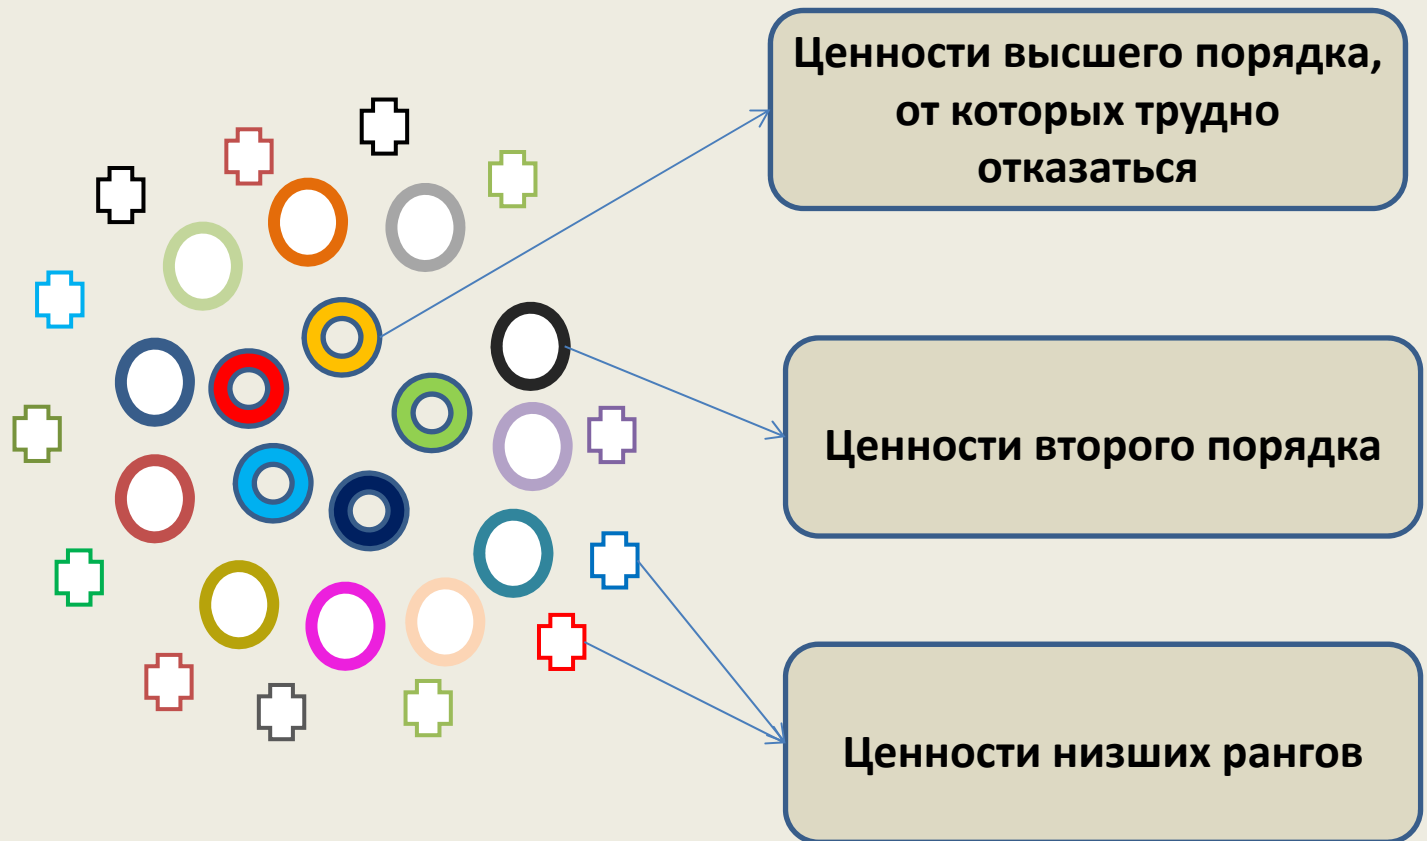 Ценности высшего порядка,
от которых трудно
отказаться
Ценности второго порядка
Ценности низших рангов